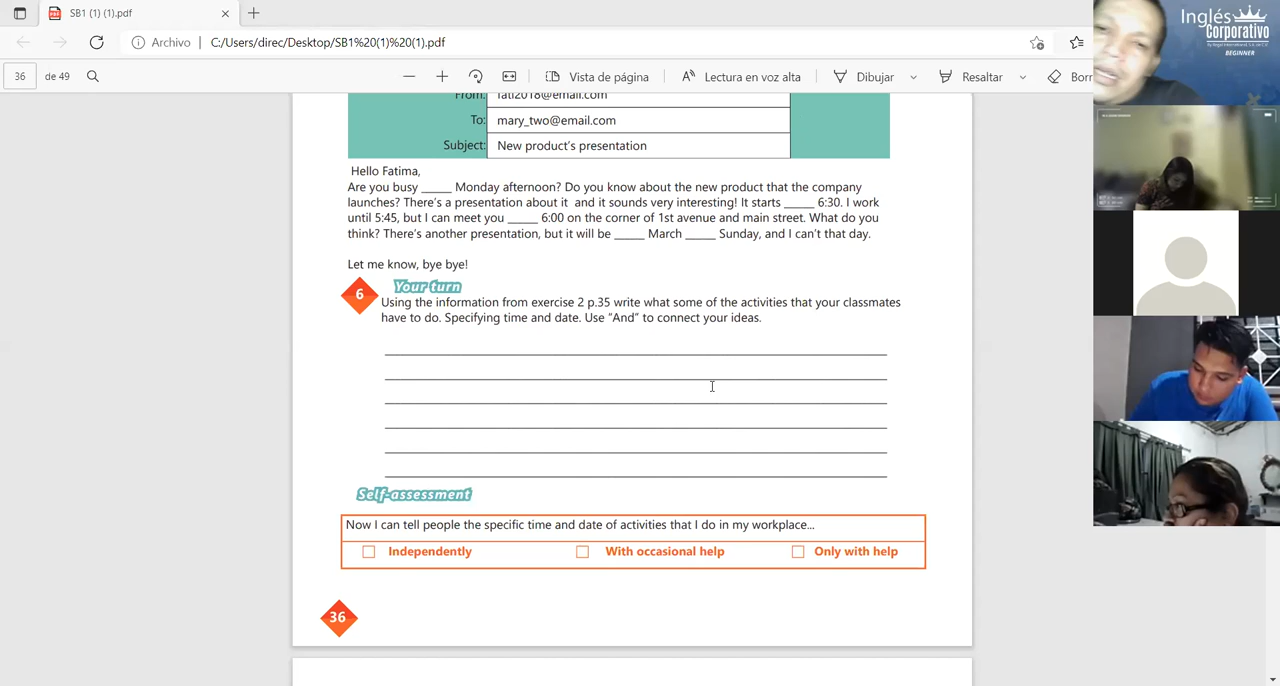 SB1 (1) (1).pdf
Archivo
C:/Users/direc/Desktop/SB1%20(1)%20(1).pdf
36
de 49
Vista de página
Lectura en voz alta
Dibujar
Resaltar
Borr
From: fati2018@email.com
To: mary_two@email.com
Subject: New product's presentation
Hello Fatima,
Are you busy _____ Monday afternoon? Do you know about the new product that the company
launches? There's a presentation about it and it sounds very interesting! It starts _____ 6:30. I work
until 5:45, but I can meet you _____ 6:00 on the corner of 1st avenue and main street. What do you
think? There's another presentation, but it will be _____ March _____ Sunday, and I can't that day.
Let me know, bye bye!
6
Your turn
Using the information from exercise 2 p.35 write what some of the activities that your classmates
have to do. Specifying time and date. Use “And” to connect your ideas.
Self-assessment
Now I can tell people the specific time and date of activities that I do in my workplace...
Independently
With occasional help
Only with help
36
Inglés
Corporativo
BEGINNER